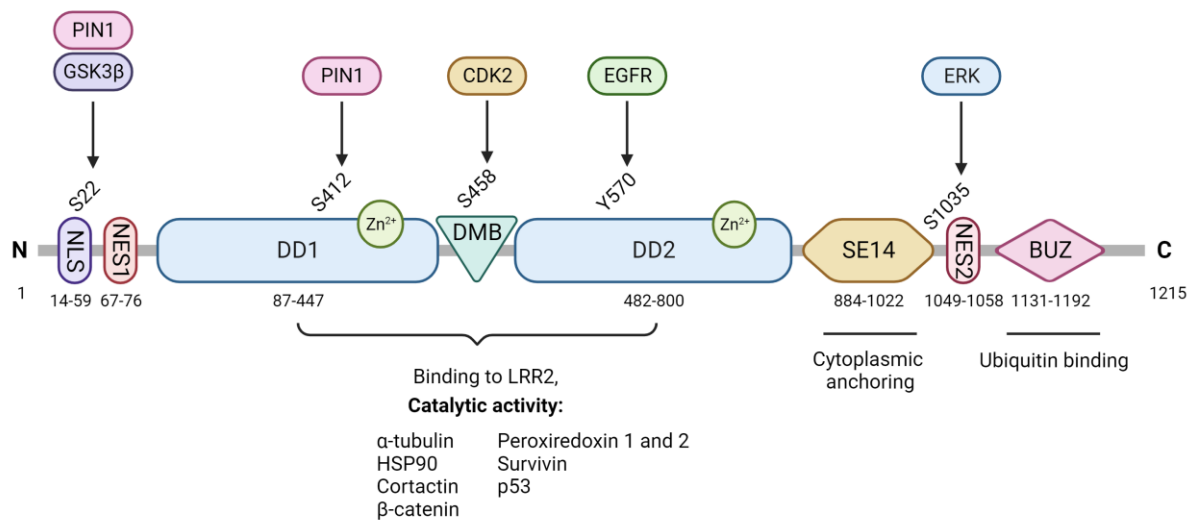 PIN1
GSK3β
PIN1
CDK2
EGFR
ERK
S22
S412
S458
Y570
S1035
N
NLS
NES1
DD1
Zn²⁺
DMB
DD2
Zn²⁺
SE14
NES2
BUZ
C
1
14-59
67-76
87-447
482-800
884-1022
1049-1058
1131-1192
1215
Cytoplasmic
anchoring
Ubiquitin binding
Binding to LRR2,
Catalytic activity:
α-tubulin
HSP90
Cortactin
β-catenin
Peroxiredoxin 1 and 2
Survivin
p53